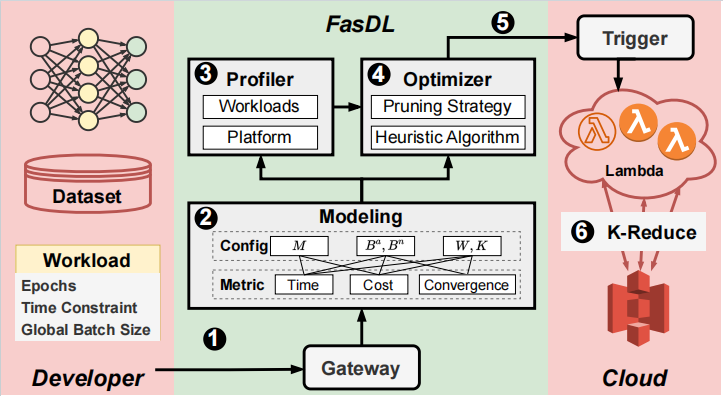 FasDL
5
Trigger
3 Profiler
Workloads
Platform
4 Optimizer
Pruning Strategy
Heuristic Algorithm
λ λ λ
Lambda
Dataset
2 Modeling
Config M B^a, B^n W, K
Metric Time Cost Convergence
6 K-Reduce
Workload
Epochs
Time Constraint
Global Batch Size
1
Gateway
Developer
Cloud